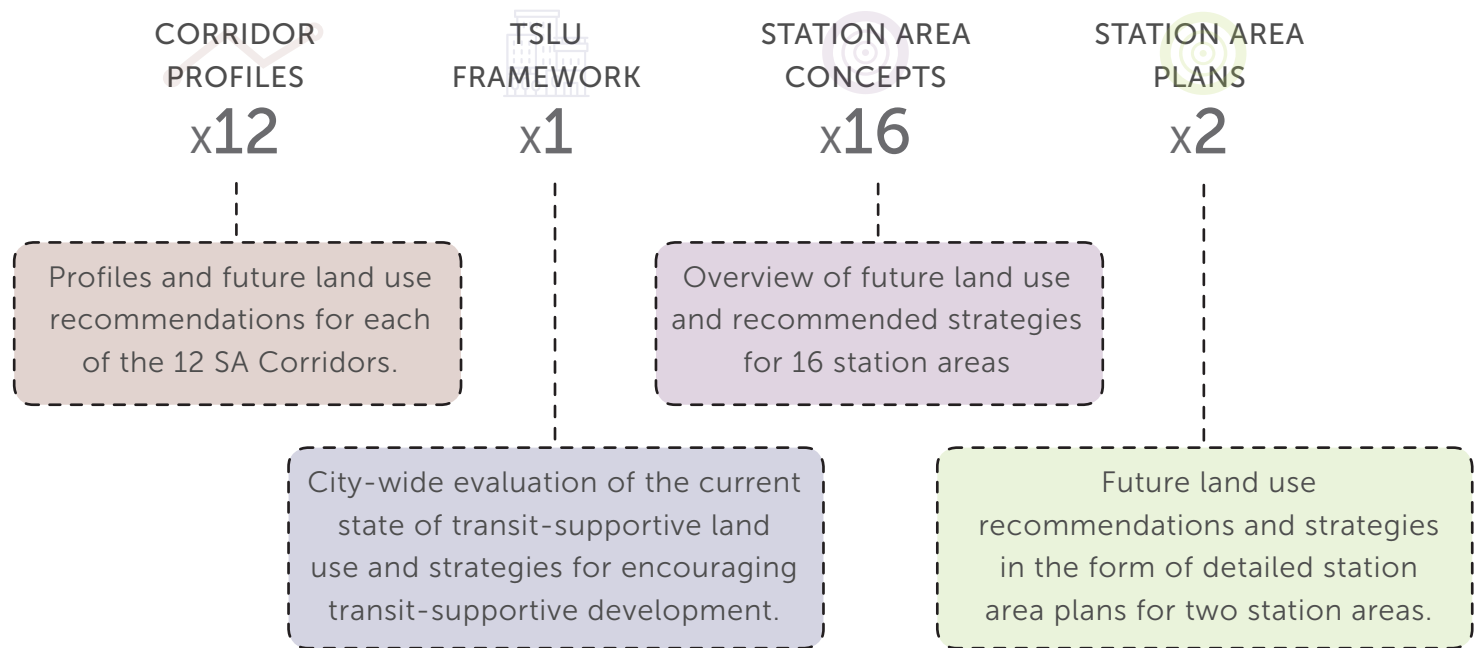 CORRIDOR
PROFILES
x12
TSLU
FRAMEWORK
x1
STATION AREA
CONCEPTS
x16
STATION AREA
PLANS
x2
Profiles and future land use
recommendations for each
of the 12 SA Corridors.
Overview of future land use
and recommended strategies
for 16 station areas
City-wide evaluation of the current
state of transit-supportive land
use and strategies for encouraging
transit-supportive development.
Future land use
recommendations and strategies
in the form of detailed station
area plans for two station areas.